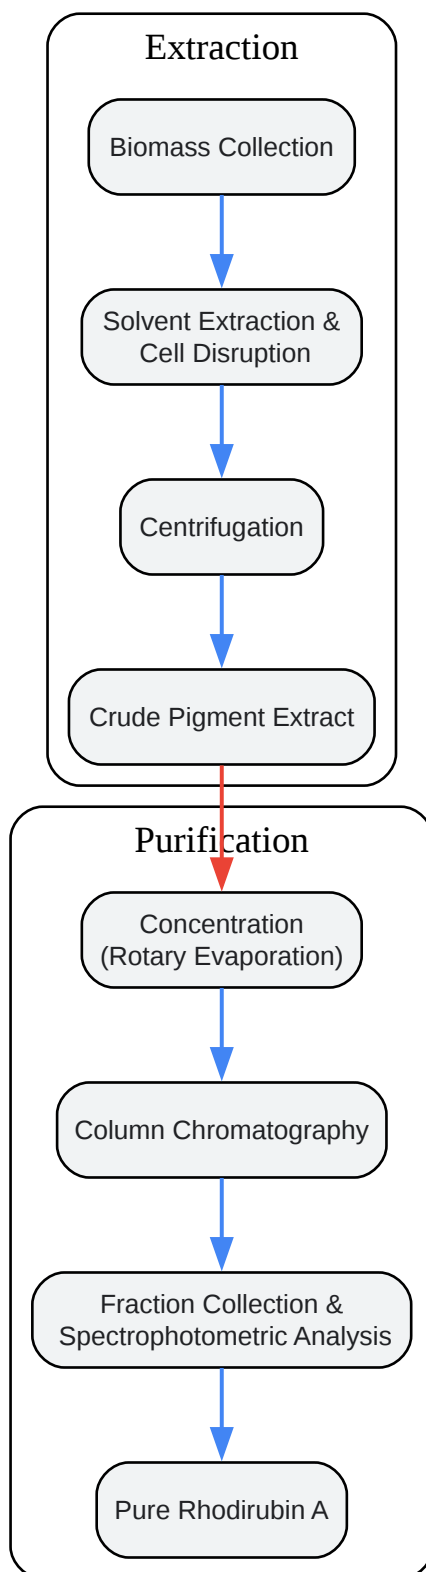 Extraction
Biomass Collection
Solvent Extraction &
Cell Disruption
Centrifugation
Crude Pigment Extract
Purification
Concentration
(Rotary Evaporation)
Column Chromatography
Fraction Collection &
Spectrophotometric Analysis
Pure Rhodirubin A